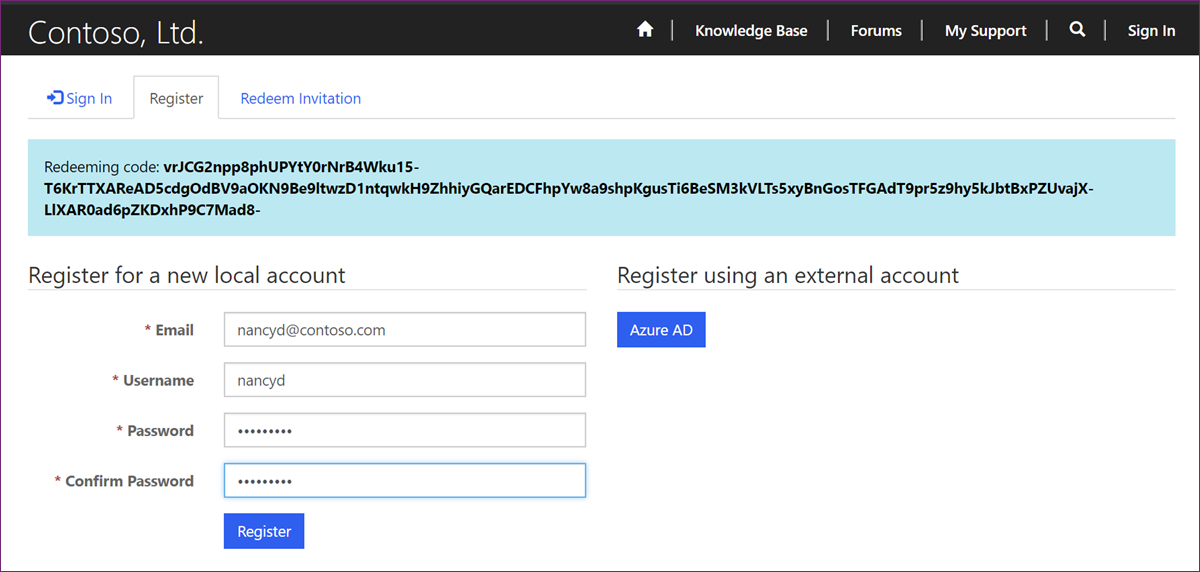 Contoso, Ltd.
Knowledge Base
Forums
My Support
Sign In
Sign In
Register
Redeem Invitation
Redeeming code: vrJCG2npp8phUPYtY0rNrB4Wku15-
T6KrTTXAReAD5cdgOdBV9aOKN9Be9ltwzD1ntqwkH9ZhhiyGQarEDCFhpYw8a9shpKgusTi6BeSM3kVLTs5xyBnGosTFGAdT9pr5z9hy5kJbtBxPZUvajX-
LlXAR0ad6pZKDxhP9C7Mad8-
Register for a new local account
Register using an external account
* Email
nancyd@contoso.com
Azure AD
* Username
nancyd
* Password
•••••••••
* Confirm Password
•••••••••
Register